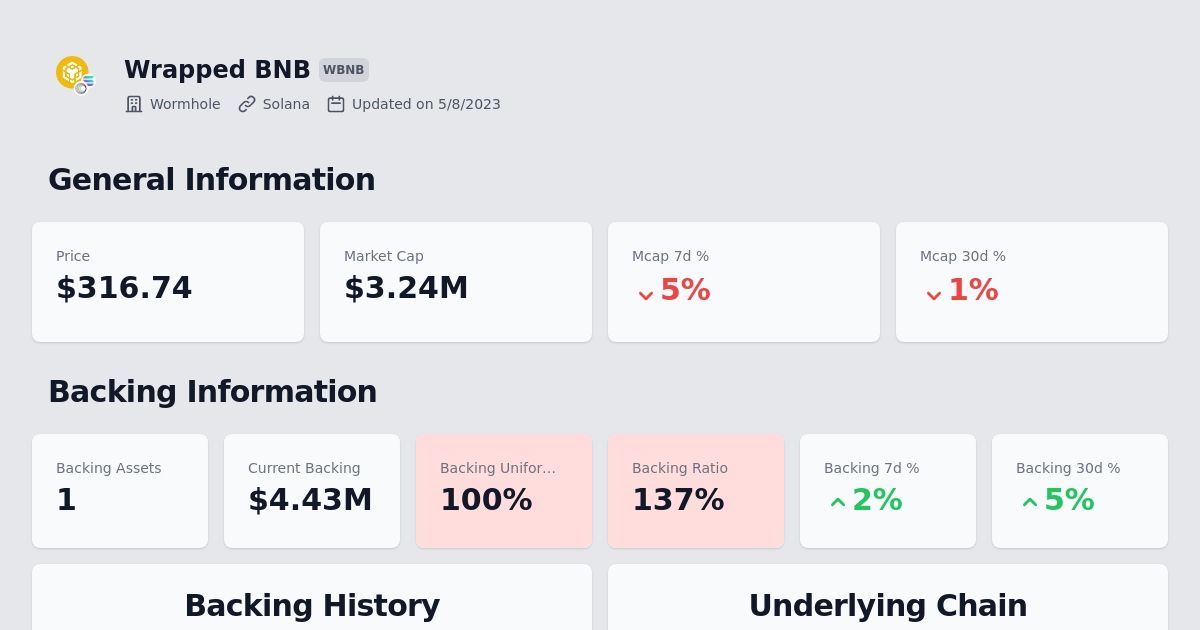 Wrapped BNB WBNB
Wormhole Solana Updated on 5/8/2023
General Information
Price
$316.74
Market Cap
$3.24M
Mcap 7d %
5%
Mcap 30d %
1%
Backing Information
Backing Assets
1
Current Backing
$4.43M
Backing Unifor...
100%
Backing Ratio
137%
Backing 7d %
2%
Backing 30d %
5%
Backing History
Underlying Chain